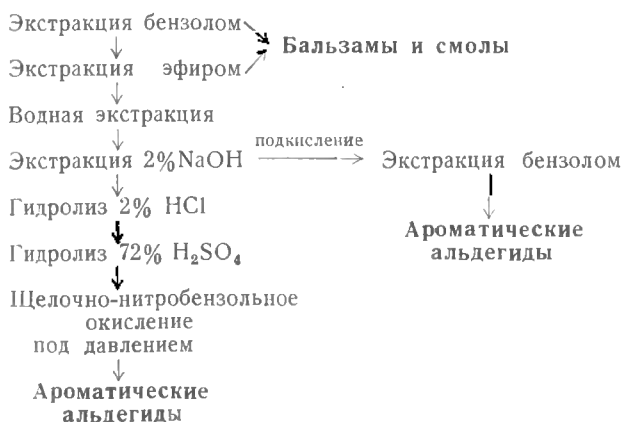 Экстракция бензолом
Бальзамы и смолы
Экстракция эфиром
Водная экстракция
Экстракция 2%NaOH
подкисление
Экстракция бензолом
Гидролиз 2% HCl
Ароматические
альдегиды
Гидролиз 72% H₂SO₄
Щелочно-нитробензольное
окисление
под давлением
Ароматические
альдегиды